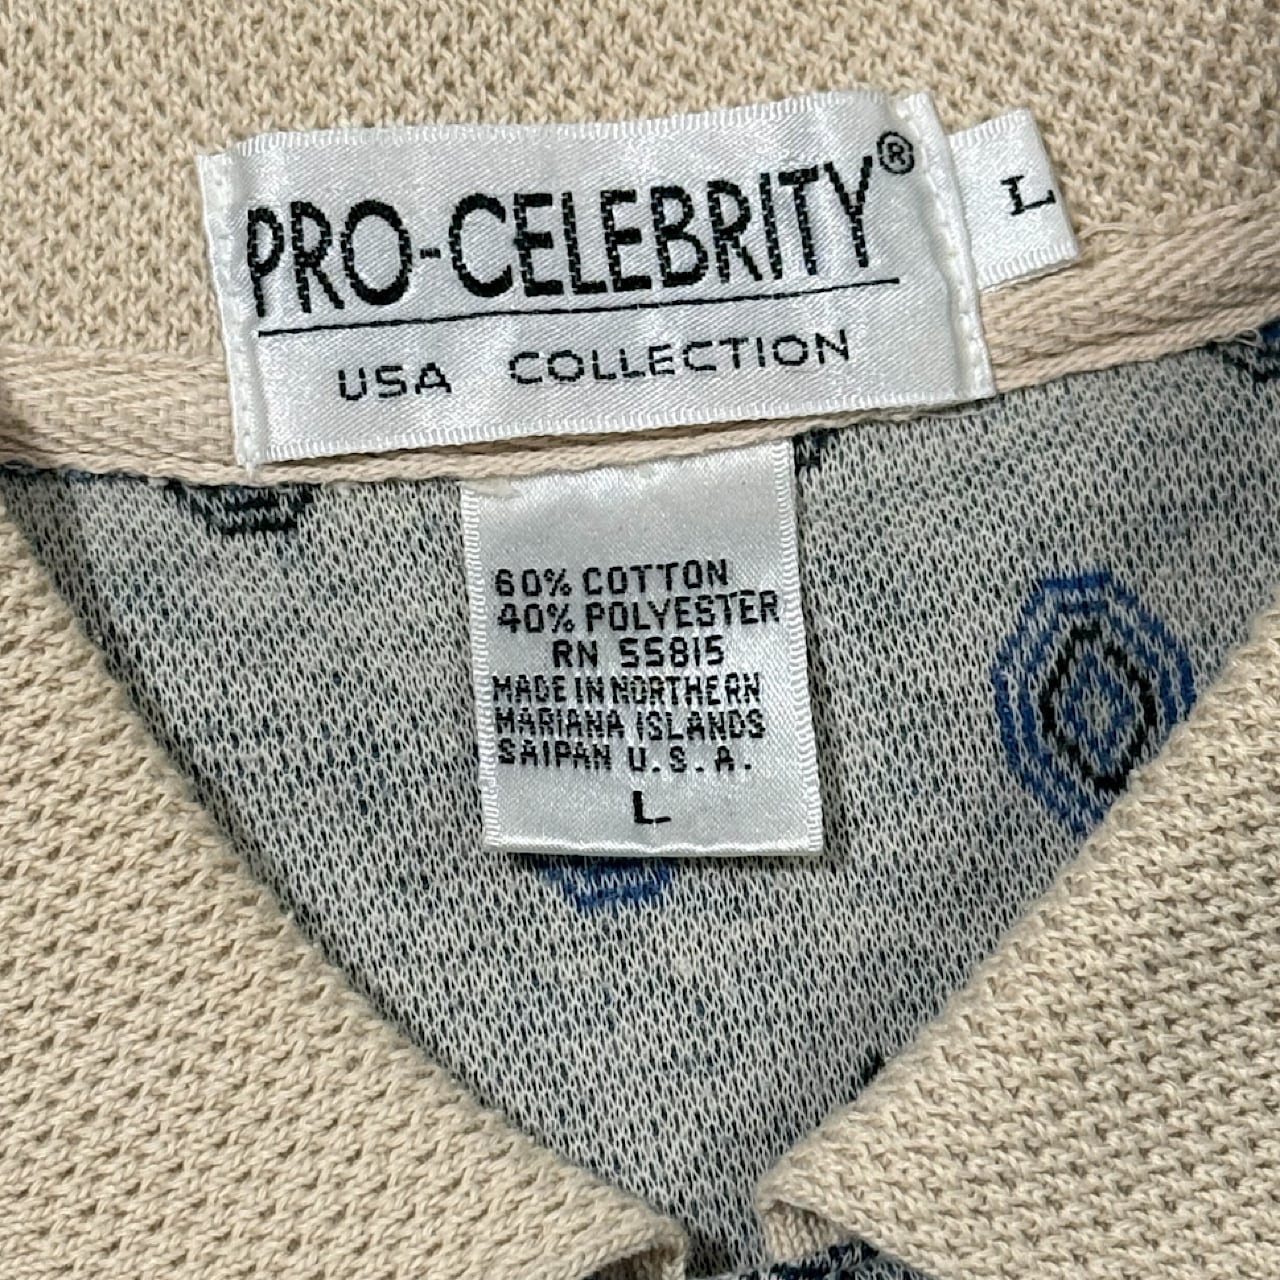 PRO-CELEBRITY®
L
USA COLLECTION
60% COTTON
40% POLYESTER
RN 55815
MADE IN NORTHERN
MARIANA ISLANDS
SAIPAN U.S.A.
L